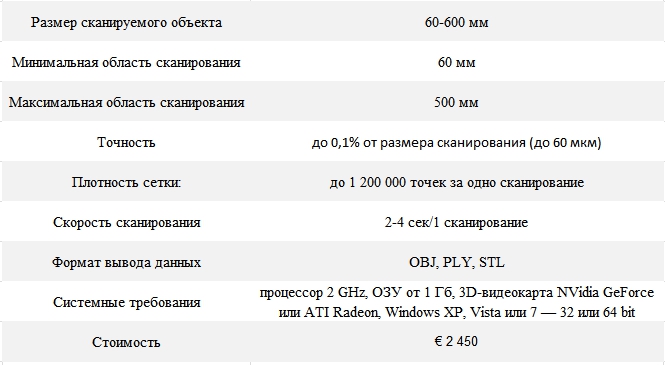 Размер сканируемого объекта 60-600 мм
Минимальная область сканирования 60 мм
Максимальная область сканирования 500 мм
Точность до 0,1% от размера сканирования (до 60 мкм)
Плотность сетки: до 1 200 000 точек за одно сканирование
Скорость сканирования 2-4 сек/1 сканирование
Формат вывода данных OBJ, PLY, STL
Системные требования процессор 2 GHz, ОЗУ от 1 Гб, 3D-видеокарта NVidia GeForce
или ATI Radeon, Windows XP, Vista или 7 — 32 или 64 bit
Стоимость € 2 450